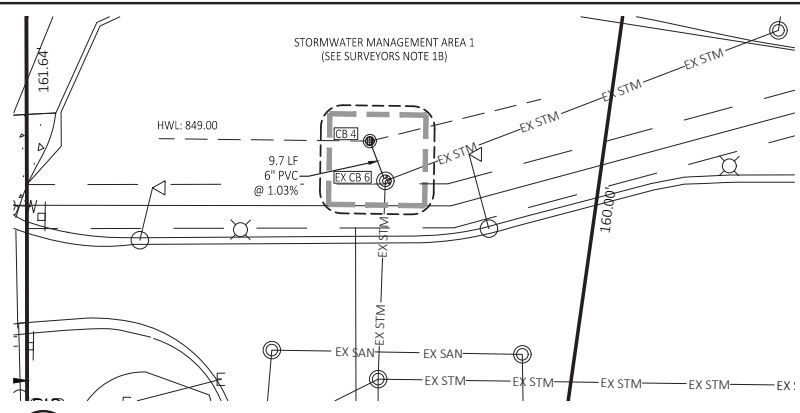 STORMWATER MANAGEMENT AREA 1
(SEE SURVEYORS NOTE 1B)
161.64'
EX STM
EX STM
EX STM
HWL: 849.00
CB 4
EX STM
9.7 LF
6" PVC
@ 1.03%
EX CB 6
160.00'
EX STM
EX STM
EX SAN
EX SAN
EX STM
EX STM
EX STM
EX STM
EX S